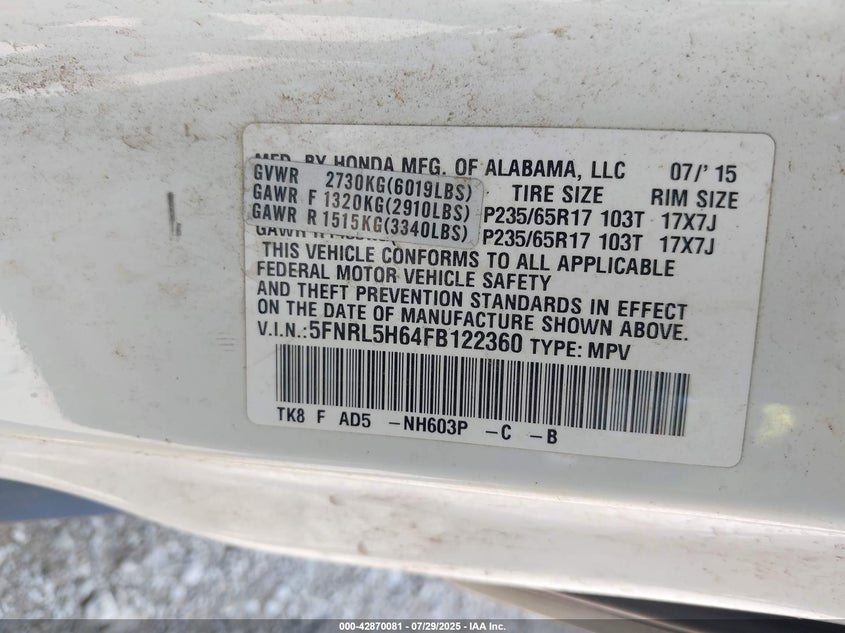 MFD. BY HONDA MFG. OF ALABAMA, LLC 07/' 15
GVWR 2730KG(6019LBS) TIRE SIZE RIM SIZE
GAWR F 1320KG(2910LBS) P235/65R17 103T 17X7J
GAWR R 1515KG(3340LBS) P235/65R17 103T 17X7J
THIS VEHICLE CONFORMS TO ALL APPLICABLE
FEDERAL MOTOR VEHICLE SAFETY
AND THEFT PREVENTION STANDARDS IN EFFECT
ON THE DATE OF MANUFACTURE SHOWN ABOVE.
V.I.N.:5FNRL5H64FB122360 TYPE: MPV
TK8 F AD5 -NH603P -C -B
000-42870081 | 07/29/2025 - IAA Inc.